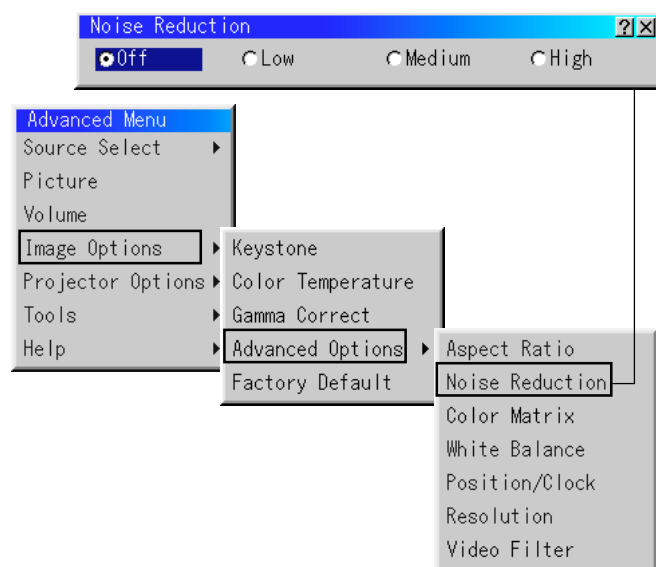 Noise Reduction
Off Low Medium High
Advanced Menu
Source Select
Picture
Volume
Image Options
Projector Options
Tools
Help
Keystone
Color Temperature
Gamma Correct
Advanced Options
Factory Default
Aspect Ratio
Noise Reduction
Color Matrix
White Balance
Position/Clock
Resolution
Video Filter